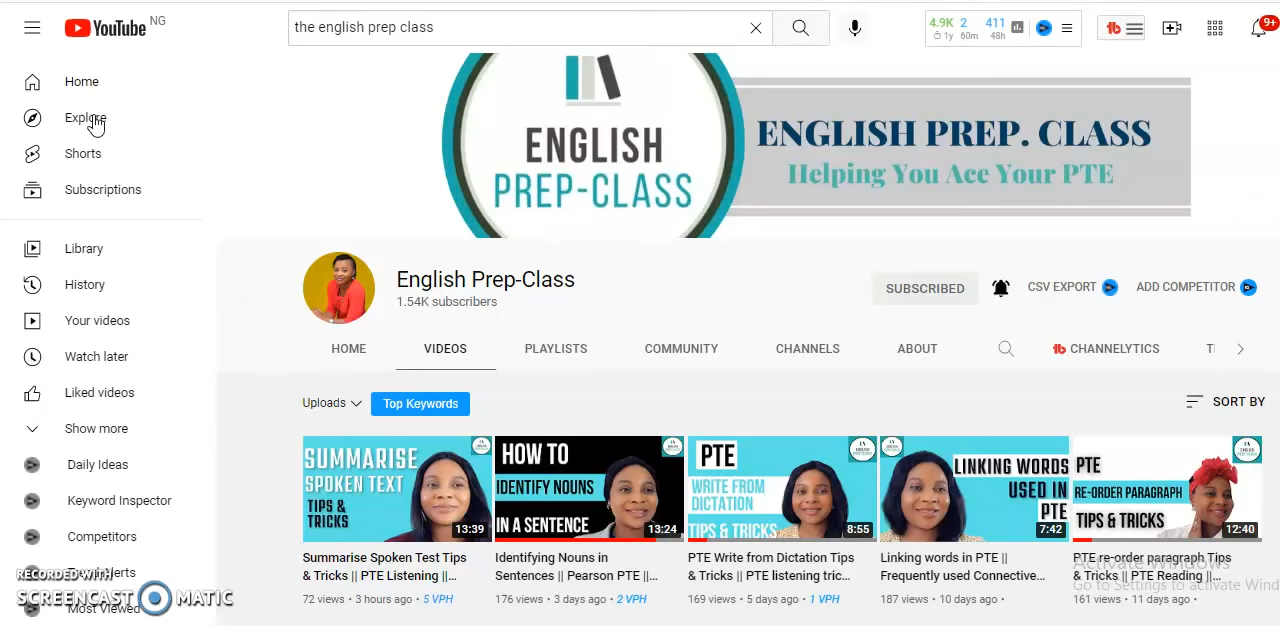 YouTube NG
the english prep class
4.9K 2 411
1y 60m 48h
9+
Home
Explore
Shorts
Subscriptions
Library
History
Your videos
Watch later
Liked videos
Show more
Daily Ideas
Keyword Inspector
Competitors
Most Viewed
ENGLISH
PREP-CLASS
ENGLISH PREP. CLASS
Helping You Ace Your PTE
English Prep-Class
1.54K subscribers
SUBSCRIBED
CSV EXPORT
ADD COMPETITOR
HOME
VIDEOS
PLAYLISTS
COMMUNITY
CHANNELS
ABOUT
CHANNELYTICS
Uploads
Top Keywords
SORT BY
SUMMARISE
SPOKEN TEXT
TIPS &
TRICKS
13:39
Summarise Spoken Test Tips
& Tricks || PTE Listening ||...
72 views • 3 hours ago • 5 VPH
HOW TO
IDENTIFY NOUNS
IN A SENTENCE
13:24
Identifying Nouns in
Sentences || Pearson PTE ||...
176 views • 3 days ago • 2 VPH
PTE
WRITE FROM
DICTATION
TIPS & TRICKS
8:55
PTE Write from Dictation Tips
& Tricks || PTE listening tric...
169 views • 5 days ago • 1 VPH
LINKING WORDS
USED IN
PTE
7:42
Linking words in PTE ||
Frequently used Connective...
187 views • 10 days ago •
PTE
RE-ORDER PARAGRAPH
TIPS & TRICKS
12:40
PTE re-order paragraph Tips
& Tricks || PTE Reading ||...
161 views • 11 days ago •
Activate Windows
Go to Settings to activate Wind
RECORDED WITH
SCREENCAST MATIC